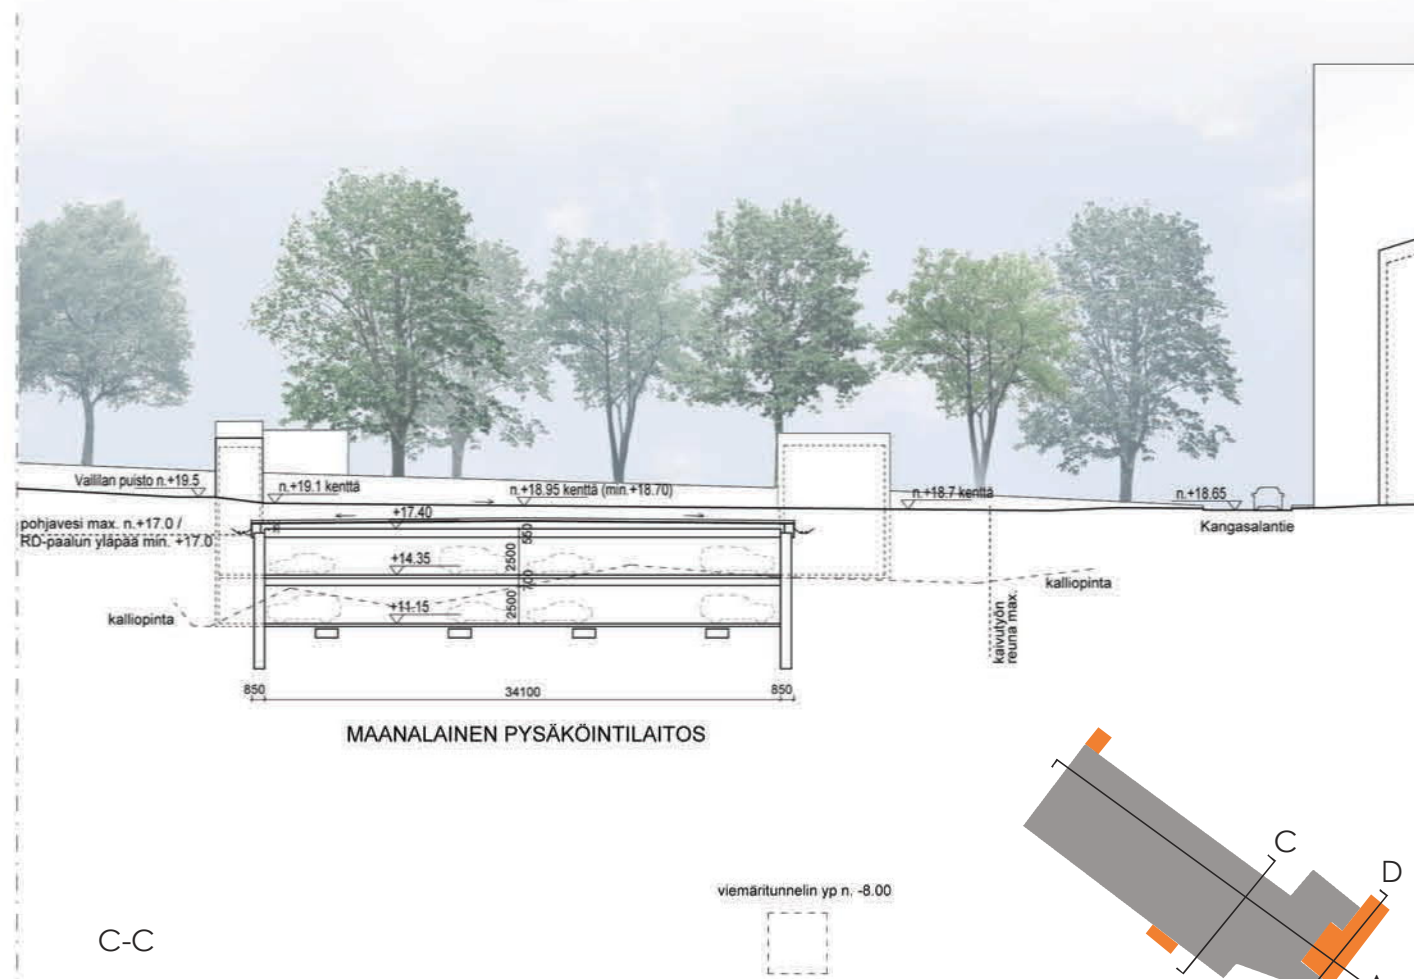 Vallilan puisto n.+19.5
n.+19.1 kenttä
n.+18.95 kenttä (min.+18.70)
n.+18.7 kenttä
n.+18.65
Kangasalantie
pohjavesi max. n.+17.0 /
RD-paalun yläpää min. +17.0
+17.40
550
+14.35
2500
700
+11.15
2500
kalliopinta
kalliopinta
kaivutyön
reuna max.
850
34100
850
MAANALAINEN PYSÄKÖINTILAITOS
C
D
viemäritunnelin yp n. -8.00
C-C